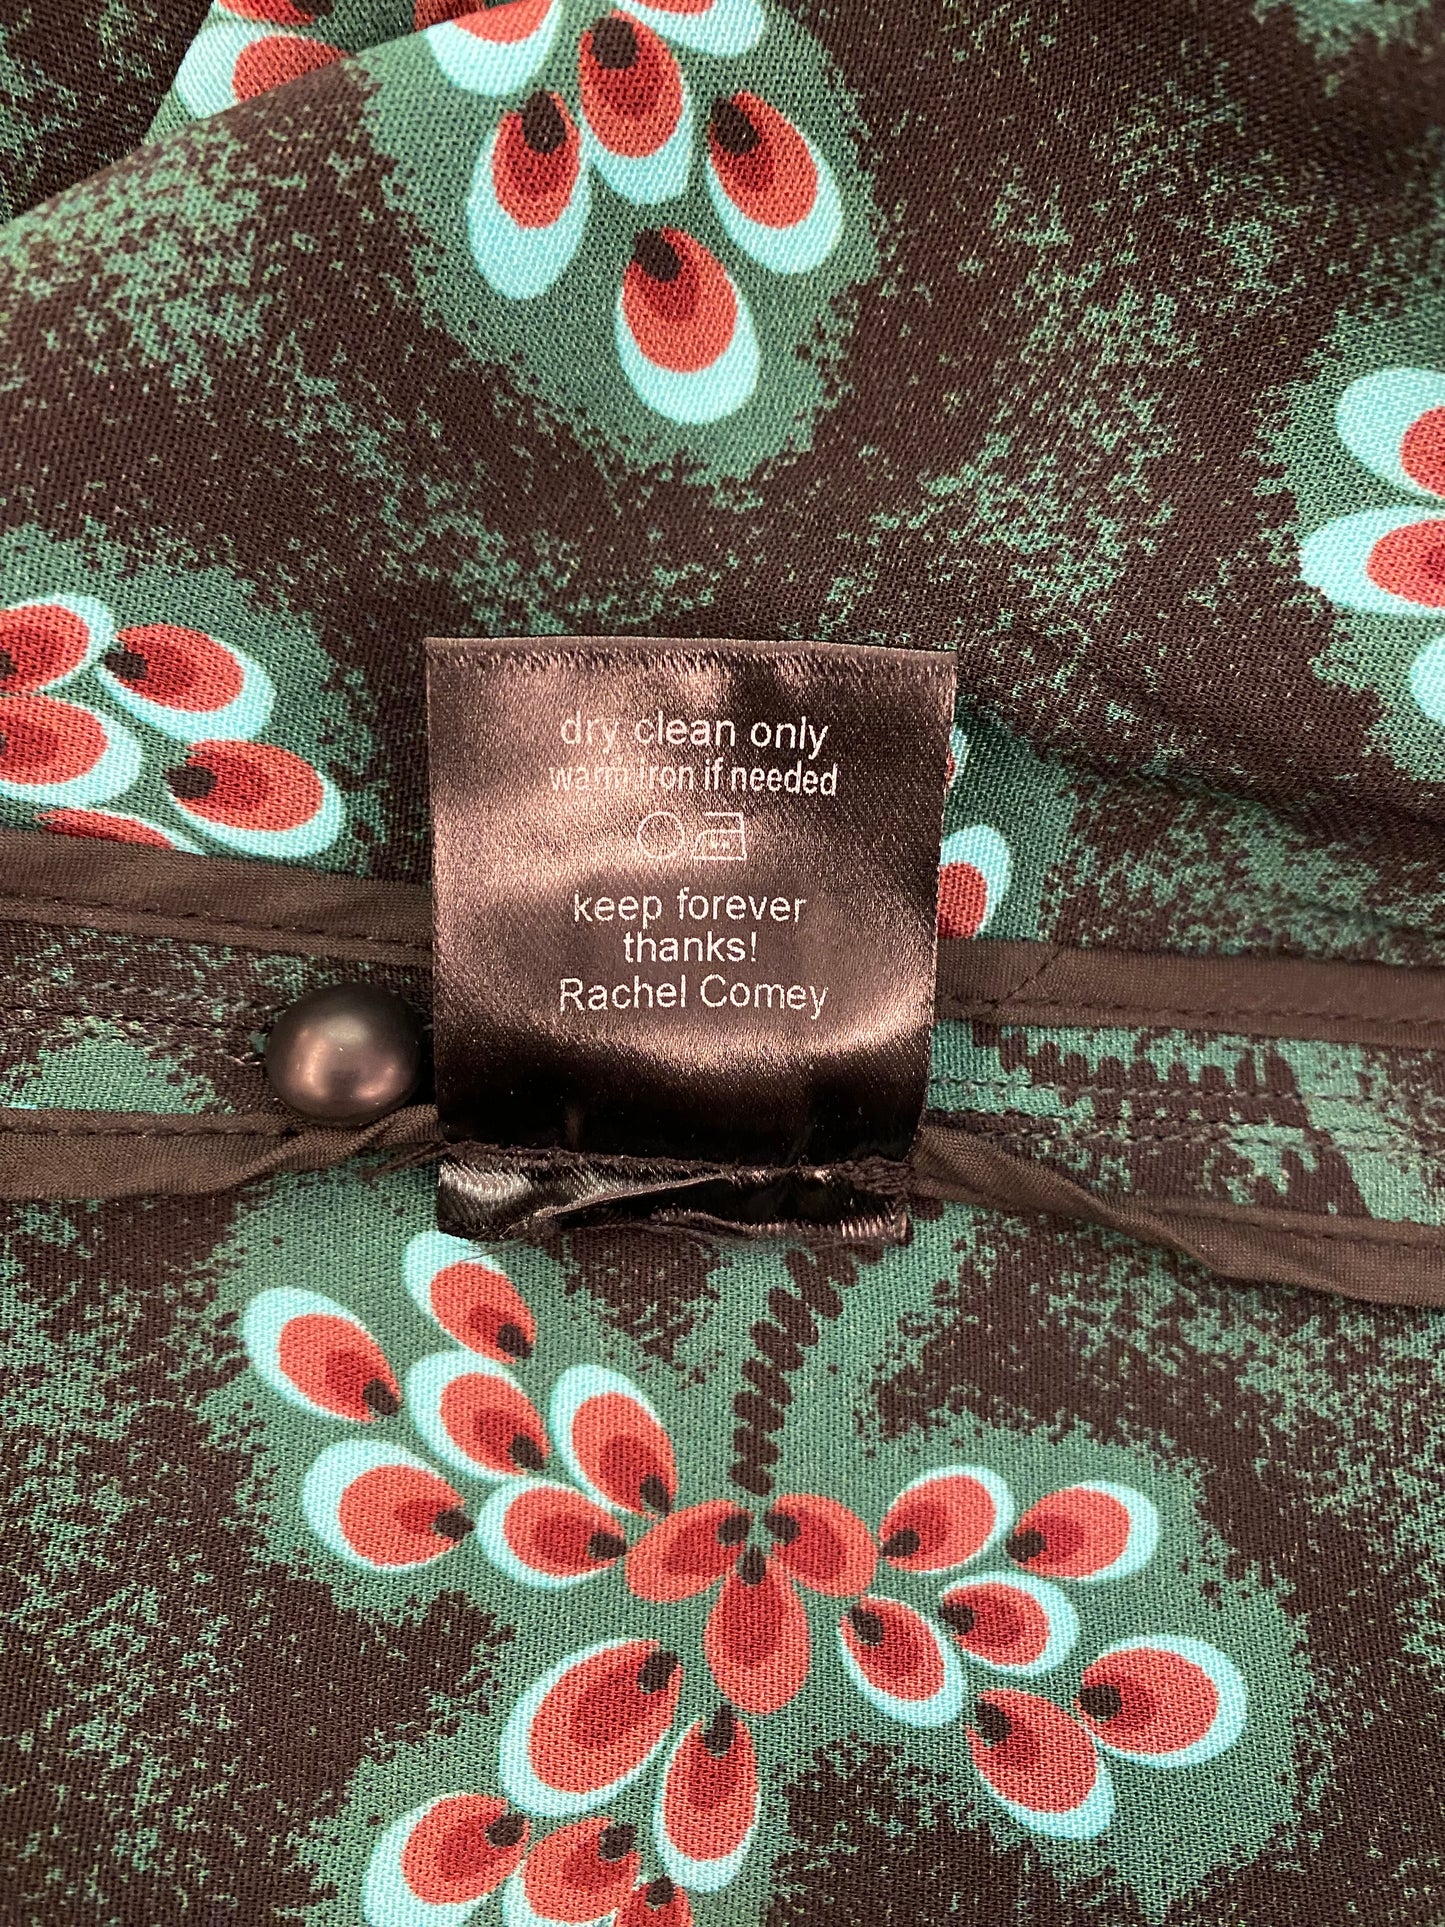 dry clean only
warm iron if needed
keep forever
thanks!
Rachel Comey